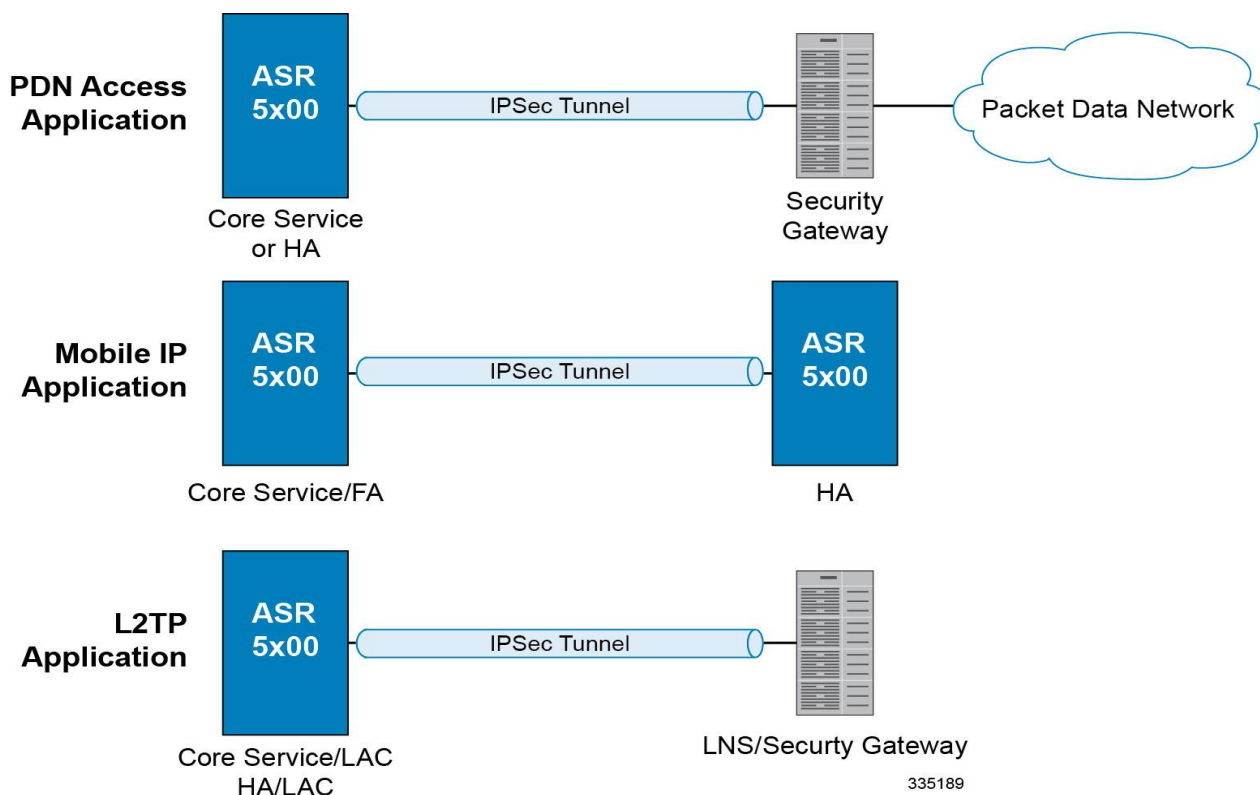 PDN Access
Application
ASR
5x00
IPSec Tunnel
Packet Data Network
Core Service
or HA
Security
Gateway
Mobile IP
Application
ASR
5x00
IPSec Tunnel
ASR
5x00
Core Service/FA
HA
L2TP
Application
ASR
5x00
IPSec Tunnel
Core Service/LAC
HA/LAC
LNS/Securty Gateway
335189